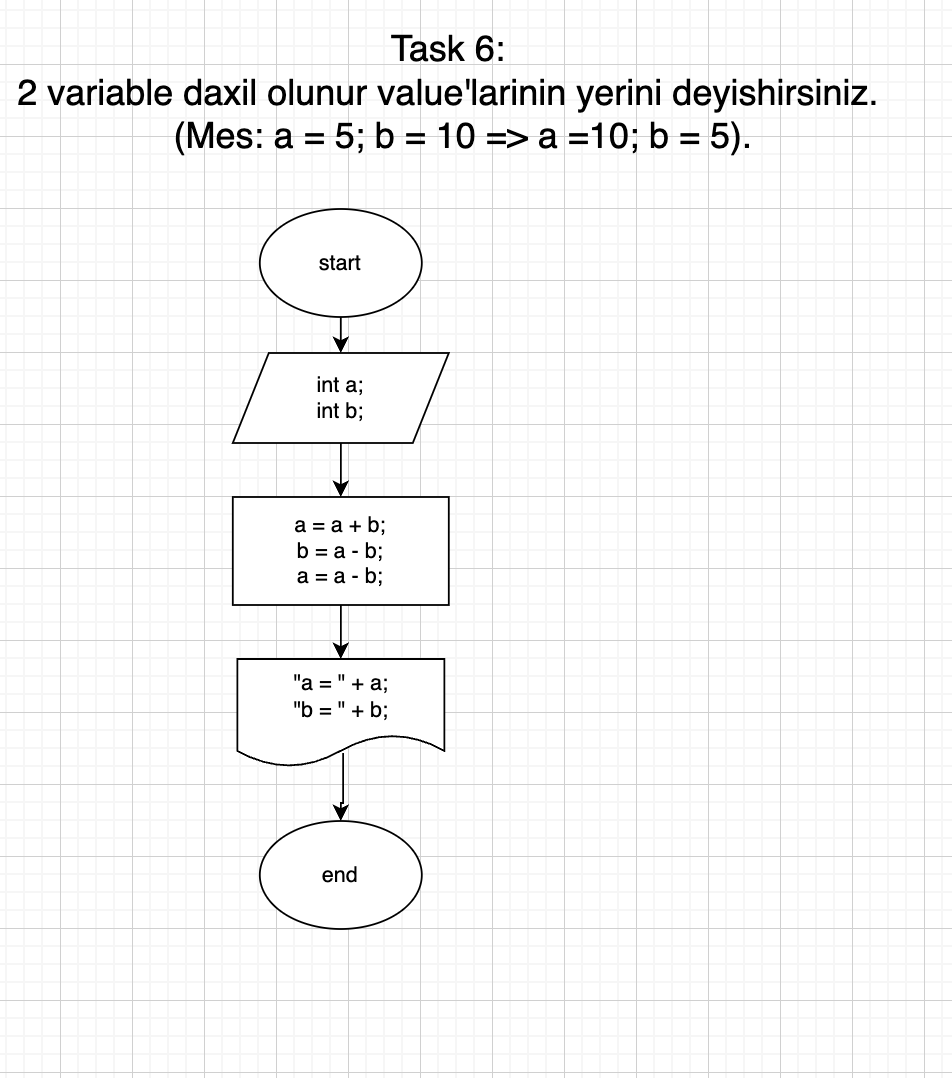 Task 6:
2 variable daxil olunur value'larinin yerini deyishirsiniz.
(Mes: a = 5; b = 10 => a =10; b = 5).
start
int a;
int b;
a = a + b;
b = a - b;
a = a - b;
"a = " + a;
"b = " + b;
end